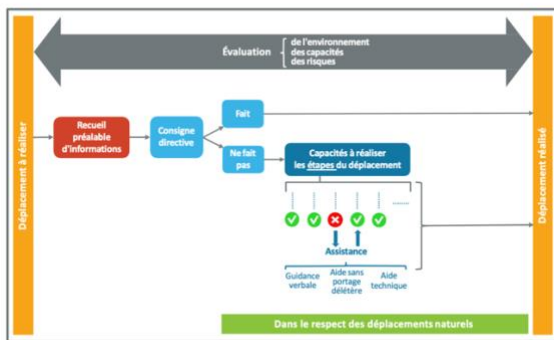 Déplacement à réaliser
Évaluation
de l'environnement
des capacités
des risques
Recueil
préalable
d'informations
Consigne
directive
Fait
Ne fait
pas
Capacités à réaliser
les étapes du déplacement
Assistance
Guidance
verbale
Aide sans
portage
délétère
Aide
technique
Dans le respect des déplacements naturels
Déplacement réalisé